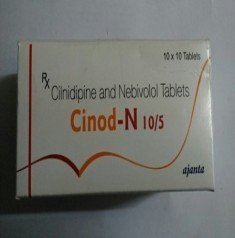 10 x 10 Tablets
Rx Cilnidipine and Nebivolol Tablets
Cinod-N 10/5
ajanta